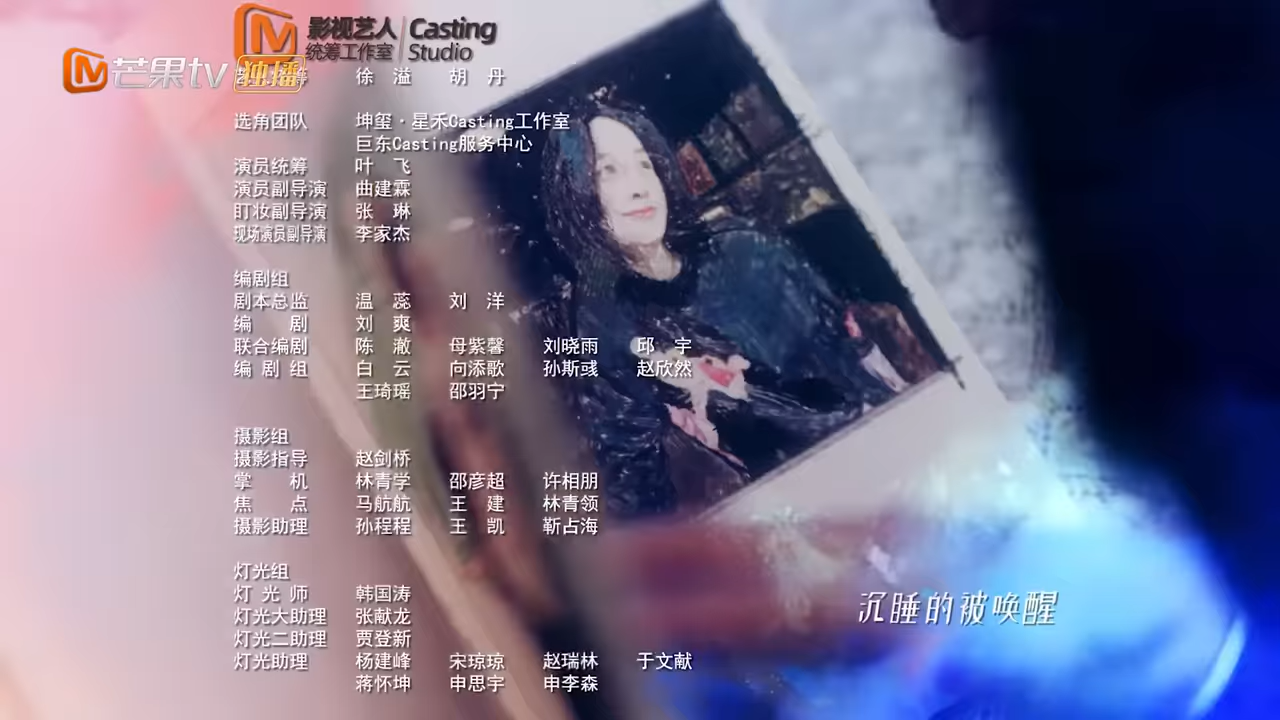 影视艺人 Casting
统筹工作室 Studio
芒果tv 独播
徐 溢 胡 丹
选角团队 坤玺·星禾Casting工作室
巨东Casting服务中心
演员统筹 叶 飞
演员副导演 曲建霖
盯妆副导演 张 琳
现场演员副导演 李家杰
编剧组
剧本总监 温 蕊 刘 洋
编 剧 刘 爽
联合编剧 陈 澈 母紫馨 刘晓雨 邱 宇
编 剧 组 白 云 向添歌 孙斯彧 赵欣然
王琦瑶 邵羽宁
摄影组
摄影指导 赵剑桥
掌 机 林青学 邵彦超 许相朋
焦 点 马航航 王 建 林青领
摄影助理 孙程程 王 凯 靳占海
灯光组
灯 光 师 韩国涛
灯光大助理 张献龙
灯光二助理 贾登新
灯光助理 杨建峰 宋琼琼 赵瑞林 于文献
蒋怀坤 申思宇 申李森
沉睡的被唤醒